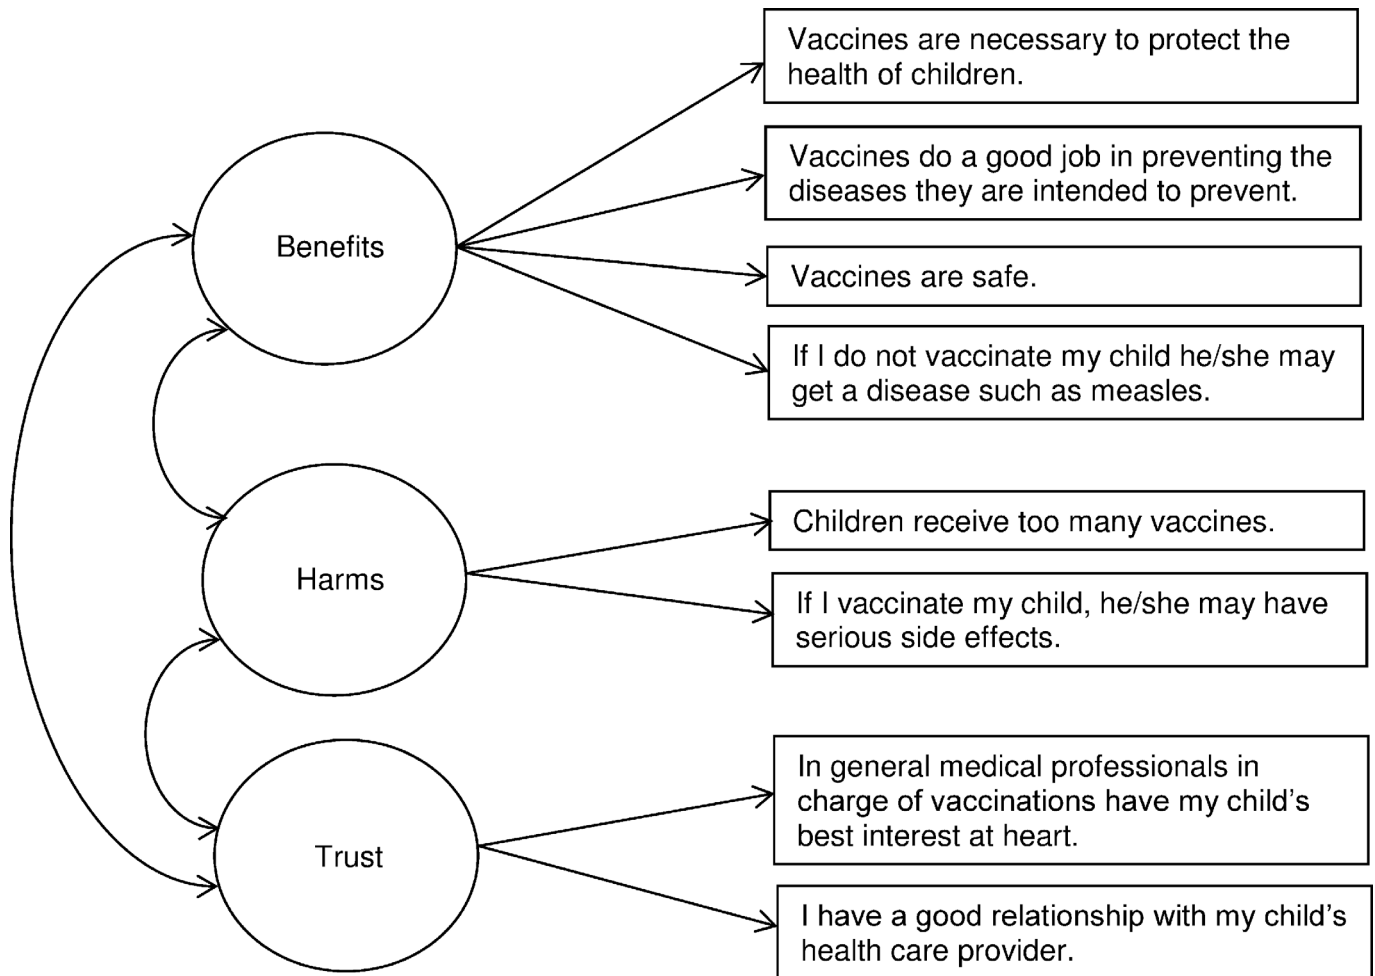 Vaccines are necessary to protect the
health of children.
Vaccines do a good job in preventing the
diseases they are intended to prevent.
Benefits
Vaccines are safe.
If I do not vaccinate my child he/she may
get a disease such as measles.
Children receive too many vaccines.
Harms
If I vaccinate my child, he/she may have
serious side effects.
In general medical professionals in
charge of vaccinations have my child’s
best interest at heart.
Trust
I have a good relationship with my child’s
health care provider.